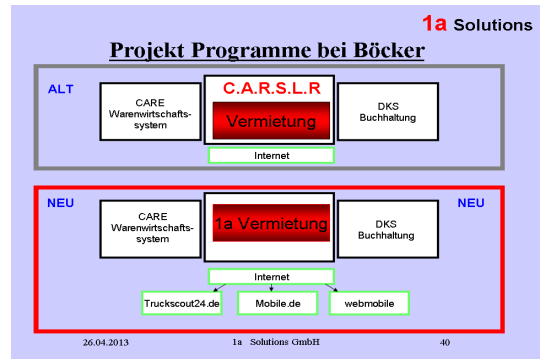 1a Solutions
Projekt Programme bei Böcker
ALT
CARE
Warenwirtschafts-
system
C.A.R.S.L.R
Vermietung
DKS
Buchhaltung
Internet
NEU
NEU
CARE
Warenwirtschafts-
system
1a Vermietung
DKS
Buchhaltung
Internet
Truckscout24.de
Mobile.de
webmobile
26.04.2013
1a Solutions GmbH
40